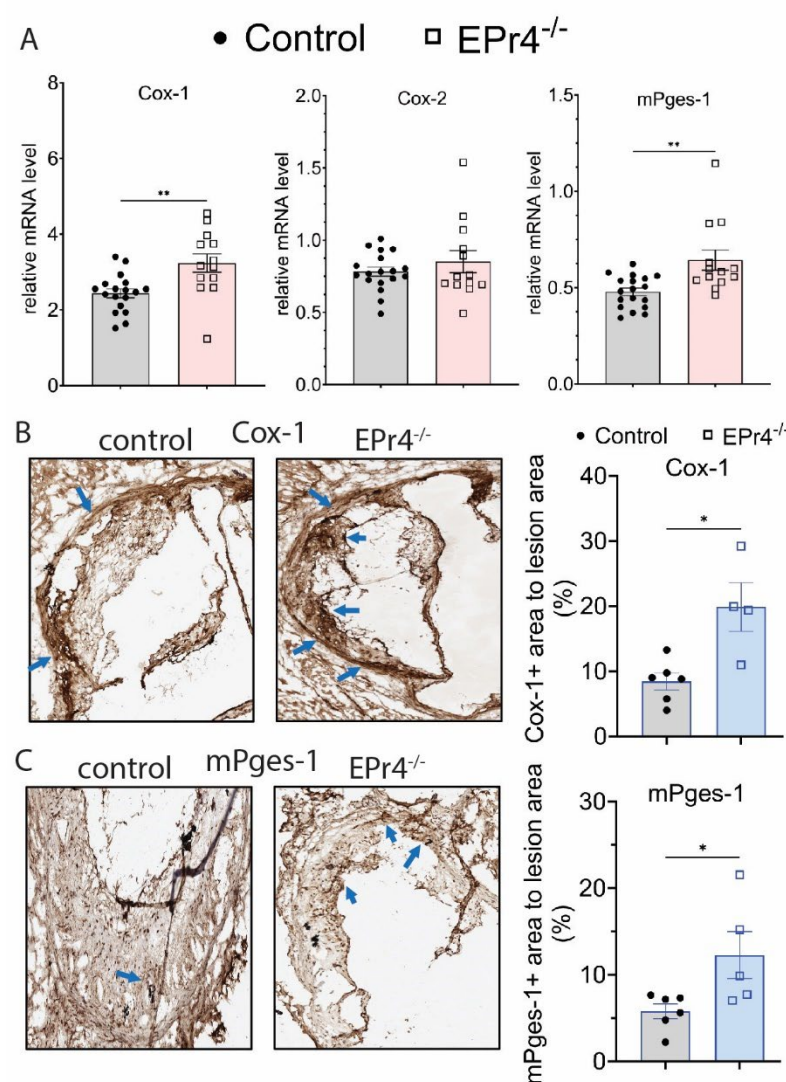 A
● Control □ EPr4-/-
Cox-1
relative mRNA level
8
6
4
2
0
**
Cox-2
relative mRNA level
2.0
1.5
1.0
0.5
0.0
mPges-1
relative mRNA level
1.5
1.0
0.5
0.0
**
B
control Cox-1 EPr4-/-
● Control □ EPr4-/-
Cox-1
Cox-1+ area to lesion area
(%)
40
30
20
10
0
*
C
control mPges-1 EPr4-/-
mPges-1
mPges-1+ area to lesion area
(%)
30
20
15
10
5
0
*